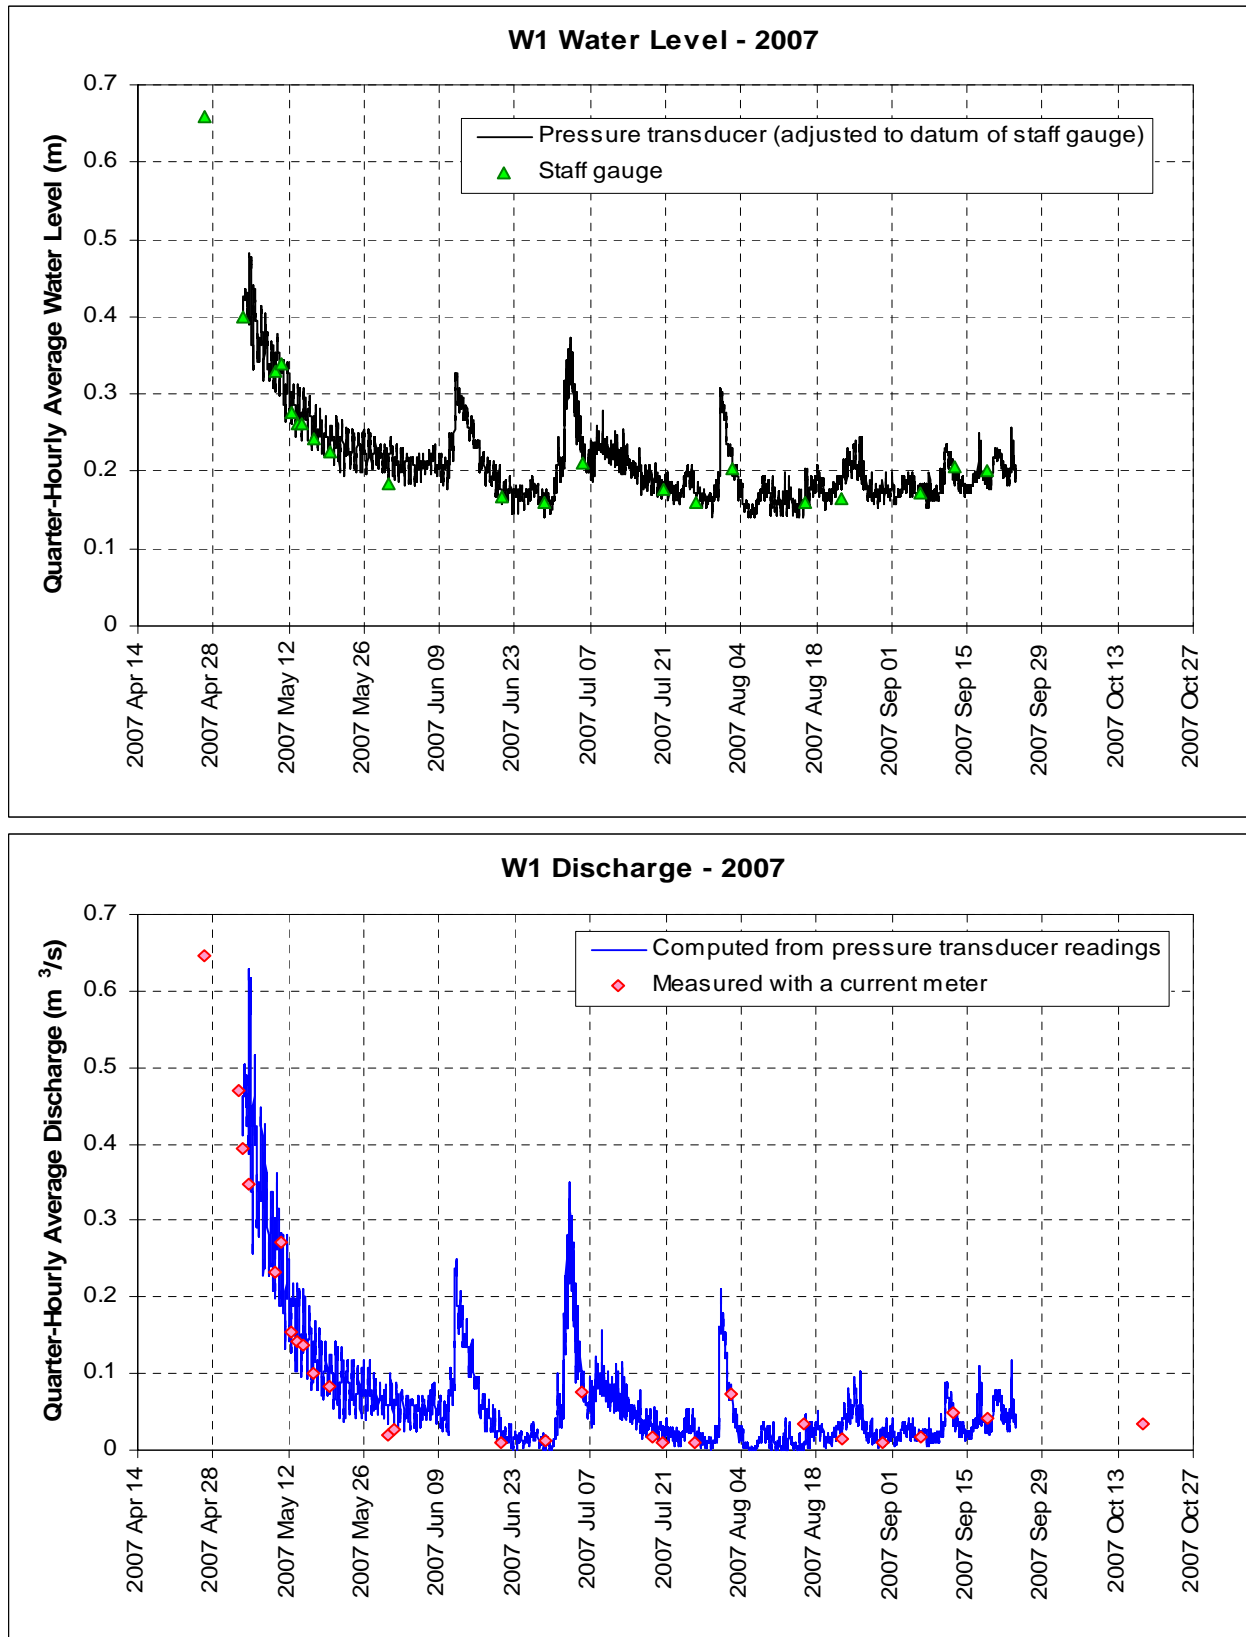 W1 Water Level - 2007
Quarter-Hourly Average Water Level (m)
0.7
0.6
0.5
0.4
0.3
0.2
0.1
0
Pressure transducer (adjusted to datum of staff gauge)
Staff gauge
2007 Apr 14
2007 Apr 28
2007 May 12
2007 May 26
2007 Jun 09
2007 Jun 23
2007 Jul 07
2007 Jul 21
2007 Aug 04
2007 Aug 18
2007 Sep 01
2007 Sep 15
2007 Sep 29
2007 Oct 13
2007 Oct 27
W1 Discharge - 2007
Quarter-Hourly Average Discharge (m ³/s)
0.7
0.6
0.5
0.4
0.3
0.2
0.1
0
Computed from pressure transducer readings
Measured with a current meter
2007 Apr 14
2007 Apr 28
2007 May 12
2007 May 26
2007 Jun 09
2007 Jun 23
2007 Jul 07
2007 Jul 21
2007 Aug 04
2007 Aug 18
2007 Sep 01
2007 Sep 15
2007 Sep 29
2007 Oct 13
2007 Oct 27